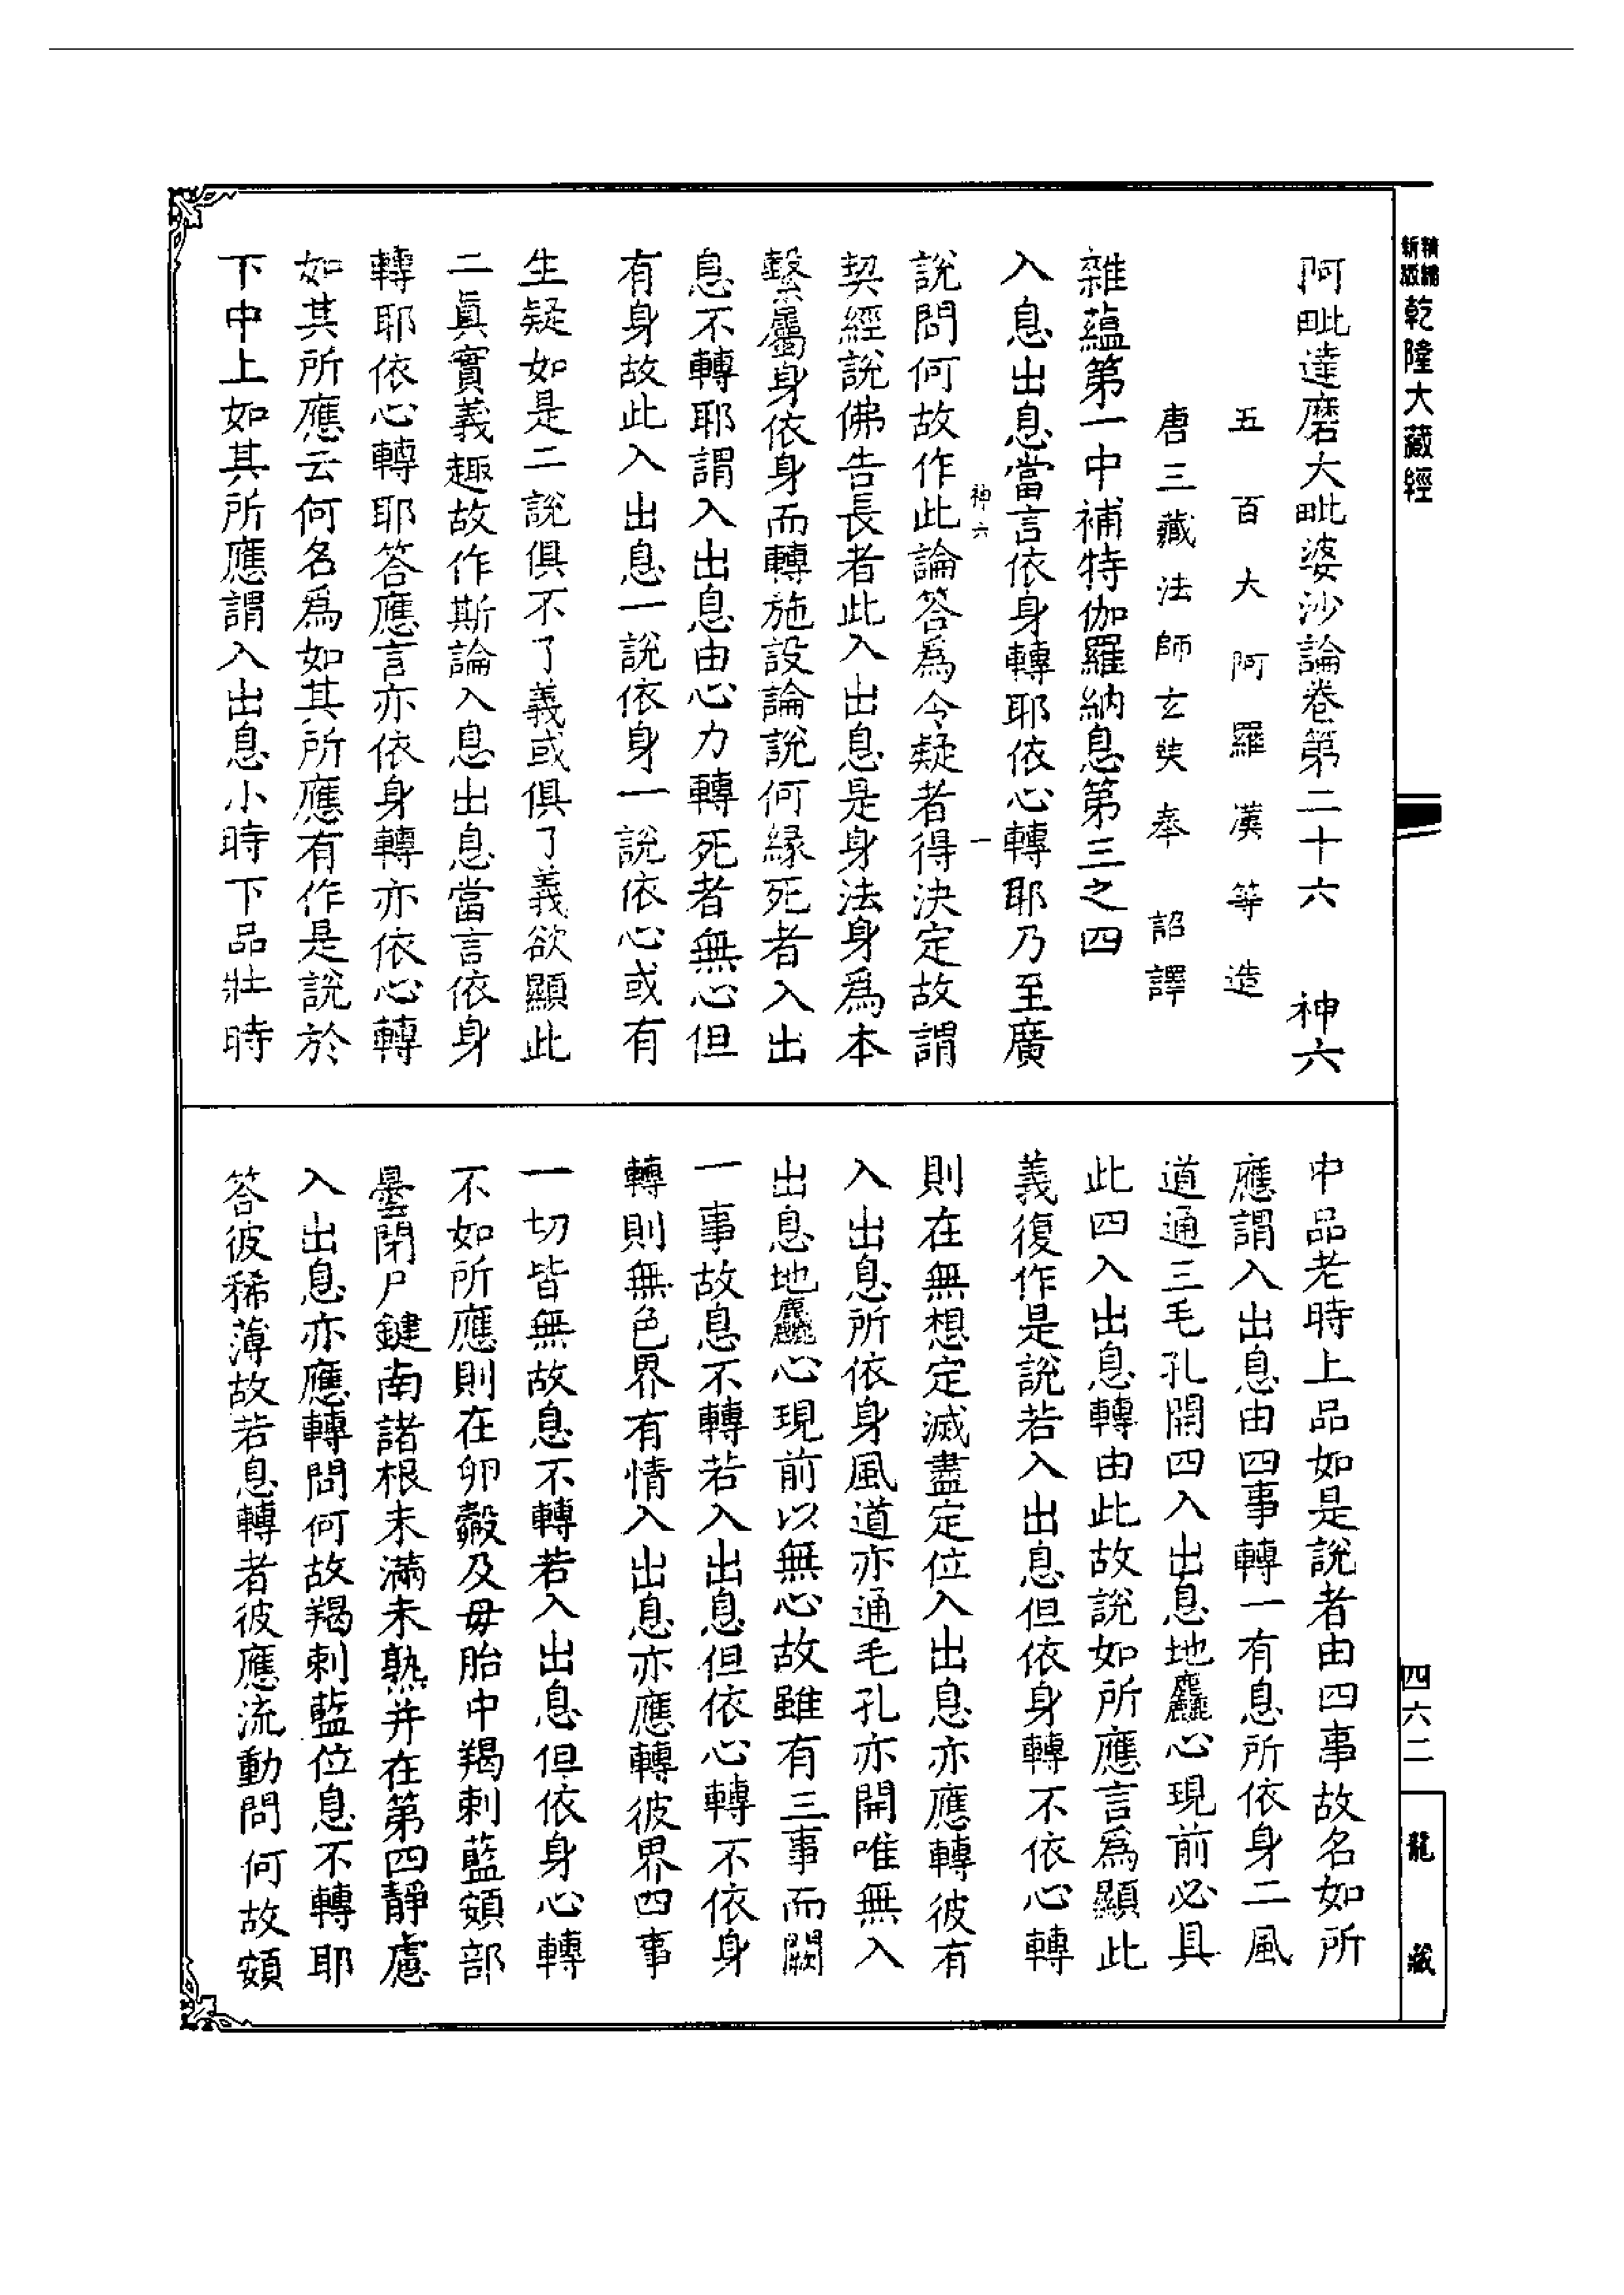 新版精編乾隆大藏經
阿毗達磨大毗婆沙論卷第二十六 神六
五百大阿羅漢等造
唐三藏法師玄奘奉 詔譯
雜蘊第一中補特伽羅納息第三之四
入息出息當言依身轉耶依心轉耶乃至廣
神六 一
說問何故作此論答為令疑者得決定故謂
契經說佛告長者此入出息是身法身為本
繫屬身依身而轉施設論說何緣死者入出
息不轉耶謂入出息由心力轉死者無心但
有身故此入出息一說依身一說依心或有
生疑如是二說俱不了義或俱了義欲顯此
二真實義趣故作斯論入息出息當言依身
轉耶依心轉耶答應言亦依身轉亦依心轉
如其所應云何名為如其所應有作是說於
下中上如其所應謂入出息小時下品壯時
中品老時上品如是說者由四事故名如所
應謂入出息由四事轉一有息所依身二風
道通三毛孔開四入出息地麤心現前必具
此四入出息轉由此故說如所應言為顯此
義復作是說若入出息但依身轉不依心轉
則在無想定滅盡定位入出息亦應轉彼有
入出息所依身風道亦通毛孔亦開唯無入
出息地麤心現前以無心故雖有三事而闕
一事故息不轉若入出息但依心轉不依身
轉則無色界有情入出息亦應轉彼界四事
一切皆無故息不轉若入出息但依身心轉
不如所應則在卵㲉及母胎中羯剌藍頞部
曇閉尸鍵南諸根未滿未熟并在第四靜慮
入出息亦應轉問何故羯剌藍位息不轉耶
答彼稀薄故若息轉者彼應流動問何故頞
四六二
龍藏